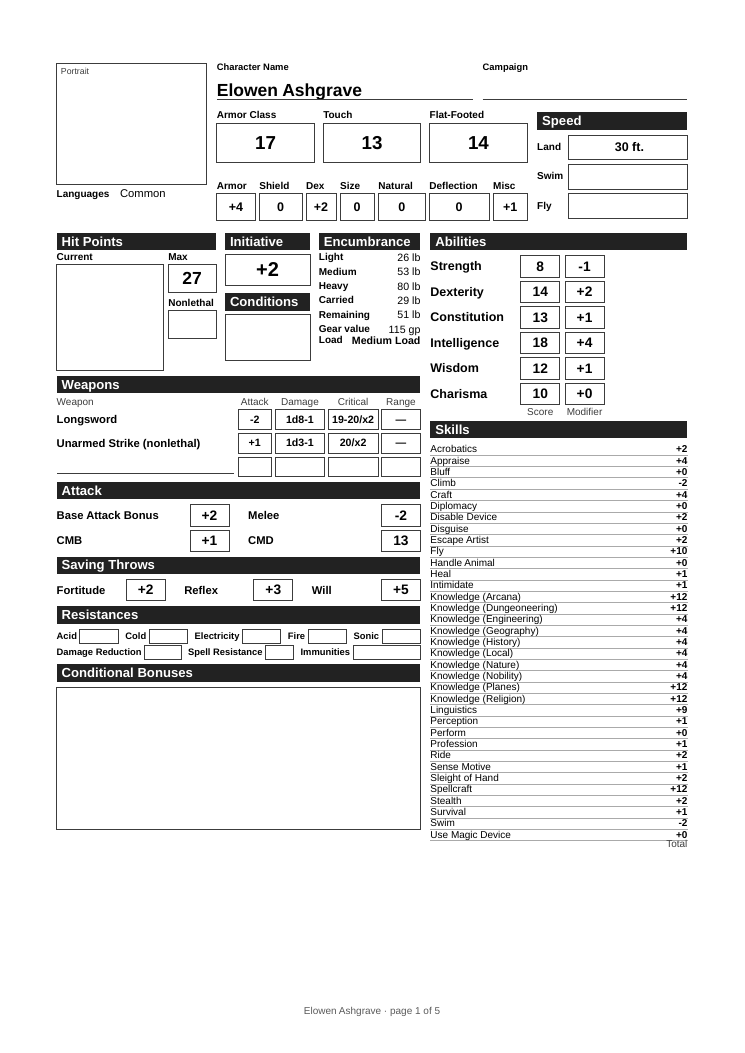 Portrait
Character Name Campaign
Elowen Ashgrave
Armor Class Touch Flat-Footed Speed
17 13 14
Land 30 ft.
Swim
Fly
Languages Common
Armor Shield Dex Size Natural Deflection Misc
+4 0 +2 0 0 0 +1
Hit Points Initiative Encumbrance Abilities
Current Max
27
Nonlethal
+2
Conditions
Light 26 lb
Medium 53 lb
Heavy 80 lb
Carried 29 lb
Remaining 51 lb
Gear value 115 gp
Load Medium Load
Strength 8 -1
Dexterity 14 +2
Constitution 13 +1
Intelligence 18 +4
Wisdom 12 +1
Charisma 10 +0
Score Modifier
Weapons
Weapon Attack Damage Critical Range
Longsword -2 1d8-1 19-20/x2 —
Unarmed Strike (nonlethal) +1 1d3-1 20/x2 —
Attack
Base Attack Bonus +2 Melee -2
CMB +1 CMD 13
Saving Throws
Fortitude +2 Reflex +3 Will +5
Resistances
Acid Cold Electricity Fire Sonic
Damage Reduction Spell Resistance Immunities
Conditional Bonuses
Skills
Acrobatics +2
Appraise +4
Bluff +0
Climb -2
Craft +4
Diplomacy +0
Disable Device +2
Disguise +0
Escape Artist +2
Fly +10
Handle Animal +0
Heal +1
Intimidate +1
Knowledge (Arcana) +12
Knowledge (Dungeoneering) +12
Knowledge (Engineering) +4
Knowledge (Geography) +4
Knowledge (History) +4
Knowledge (Local) +4
Knowledge (Nature) +4
Knowledge (Nobility) +4
Knowledge (Planes) +12
Knowledge (Religion) +12
Linguistics +9
Perception +1
Perform +0
Profession +1
Ride +2
Sense Motive +1
Sleight of Hand +2
Spellcraft +12
Stealth +2
Survival +1
Swim -2
Use Magic Device +0
Total
Elowen Ashgrave · page 1 of 5